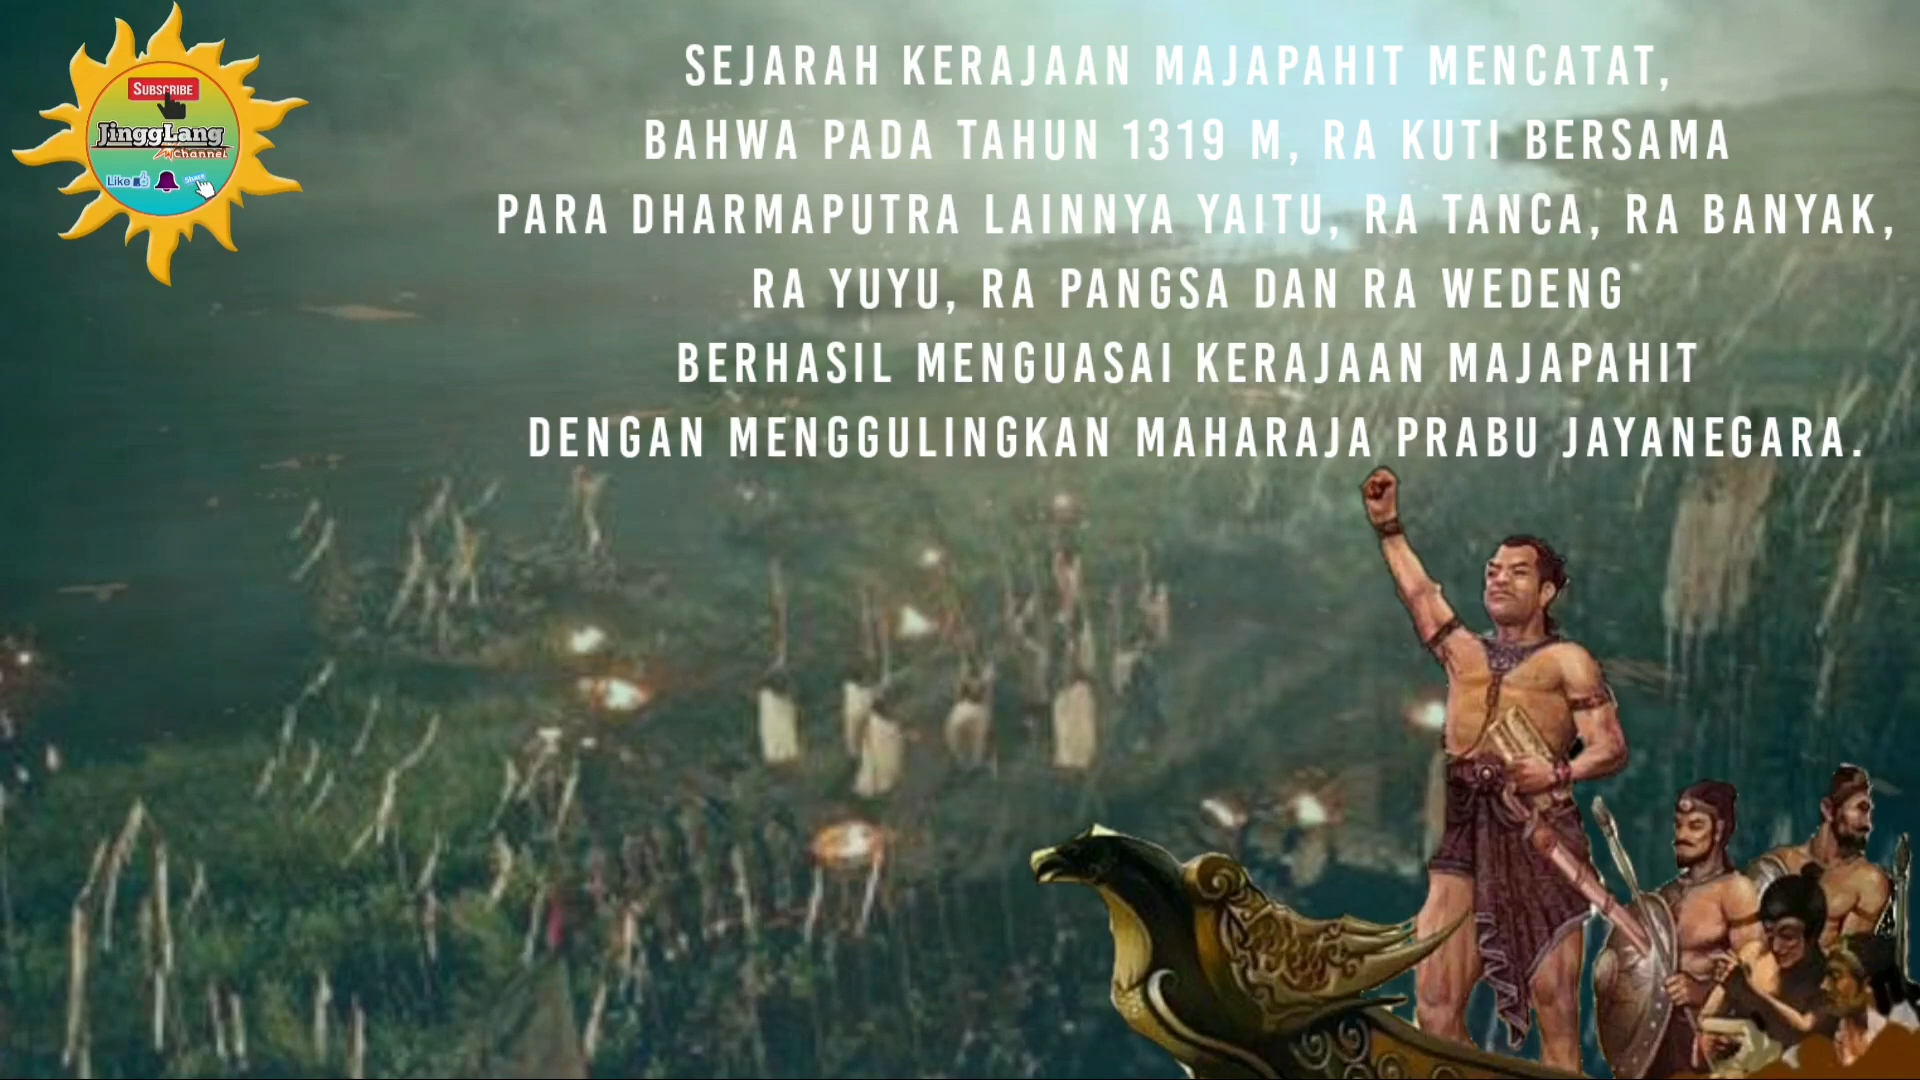 SUBSCRIBE
JinggLang
Channel
Like
Share
SEJARAH KERAJAAN MAJAPAHIT MENCATAT,
BAHWA PADA TAHUN 1319 M, RA KUTI BERSAMA
PARA DHARMAPUTRA LAINNYA YAITU, RA TANCA, RA BANYAK,
RA YUYU, RA PANGSA DAN RA WEDENG
BERHASIL MENGUASAI KERAJAAN MAJAPAHIT
DENGAN MENGGULINGKAN MAHARAJA PRABU JAYANEGARA.